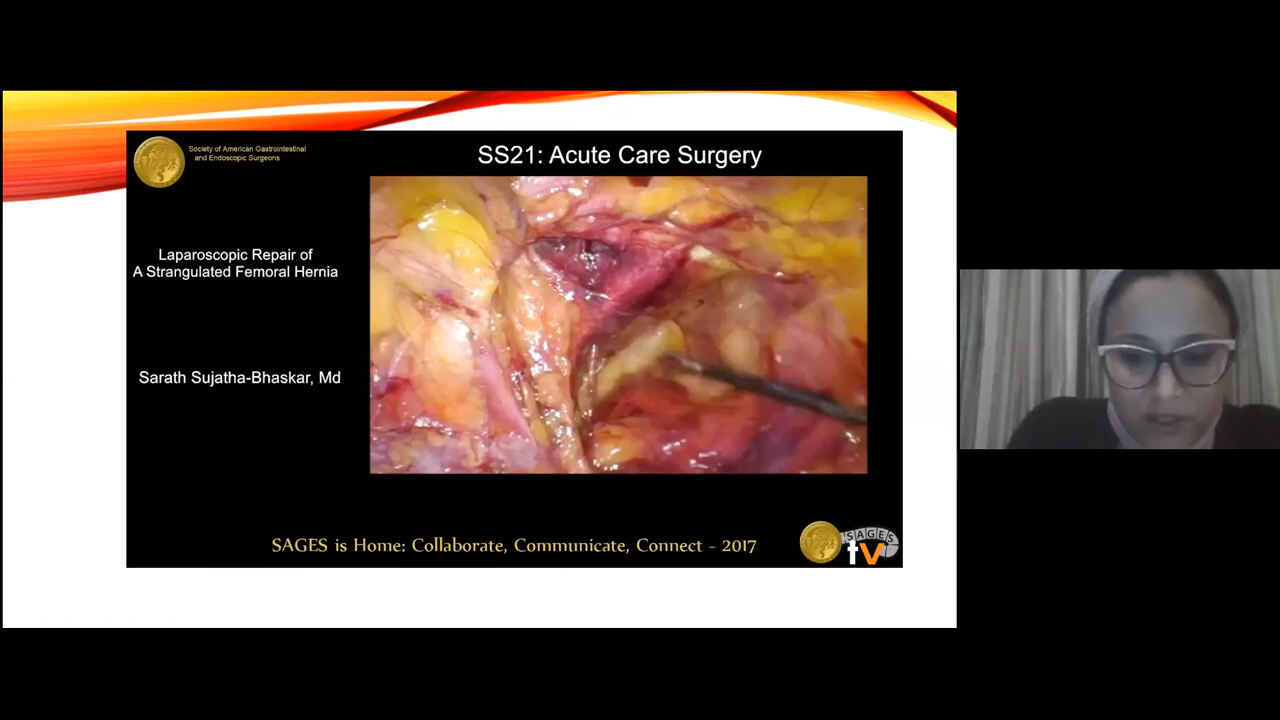 Society of American Gastrointestinal
and Endoscopic Surgeons
SS21: Acute Care Surgery
Laparoscopic Repair of
A Strangulated Femoral Hernia
Sarath Sujatha-Bhaskar, Md
SAGES is Home: Collaborate, Communicate, Connect - 2017
SAGES
tv